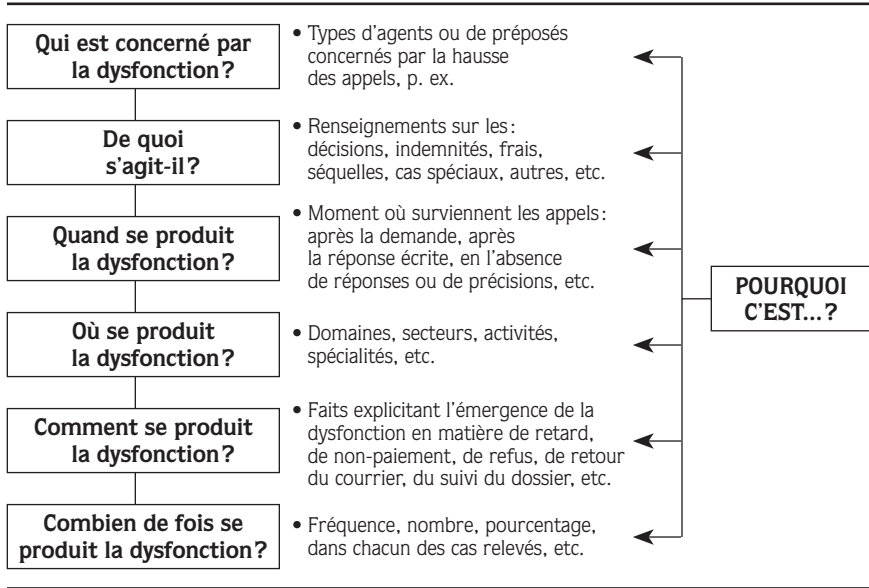 Qui est concerné par
la dysfonction ?
• Types d'agents ou de préposés
concernés par la hausse
des appels, p. ex.
De quoi
s'agit-il ?
• Renseignements sur les :
décisions, indemnités, frais,
séquelles, cas spéciaux, autres, etc.
Quand se produit
la dysfonction ?
• Moment où surviennent les appels :
après la demande, après
la réponse écrite, en l'absence
de réponses ou de précisions, etc.
Où se produit
la dysfonction ?
• Domaines, secteurs, activités,
spécialités, etc.
Comment se produit
la dysfonction ?
• Faits explicitant l'émergence de la
dysfonction en matière de retard,
de non-paiement, de refus, de retour
du courrier, du suivi du dossier, etc.
Combien de fois se
produit la dysfonction ?
• Fréquence, nombre, pourcentage,
dans chacun des cas relevés, etc.
POURQUOI
C'EST... ?